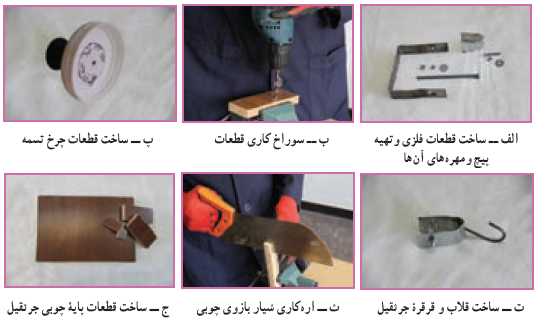 الف ــ ساخت قطعات فلزی و تهیه
پیچ و مهره‌های آن‌ها
ب ــ سوراخ کاری قطعات
پ ــ ساخت قطعات چرخ تسمه
ت ــ ساخت قلاب و قرقرهٔ جرثقیل
ث ــ اره‌کاری شیار بازوی چوبی
ج ــ ساخت قطعات پایهٔ چوبی جرثقیل